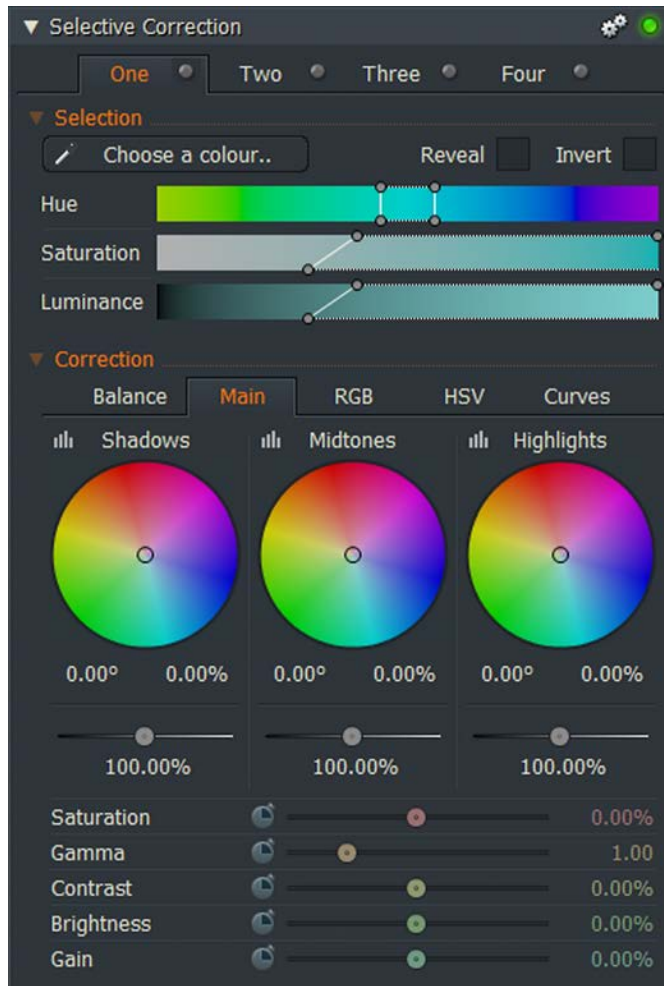 Selective Correction
One Two Three Four
Selection
Choose a colour.. Reveal Invert
Hue
Saturation
Luminance
Correction
Balance Main RGB HSV Curves
Shadows Midtones Highlights
0.00° 0.00% 0.00° 0.00% 0.00° 0.00%
100.00% 100.00% 100.00%
Saturation 0.00%
Gamma 1.00
Contrast 0.00%
Brightness 0.00%
Gain 0.00%